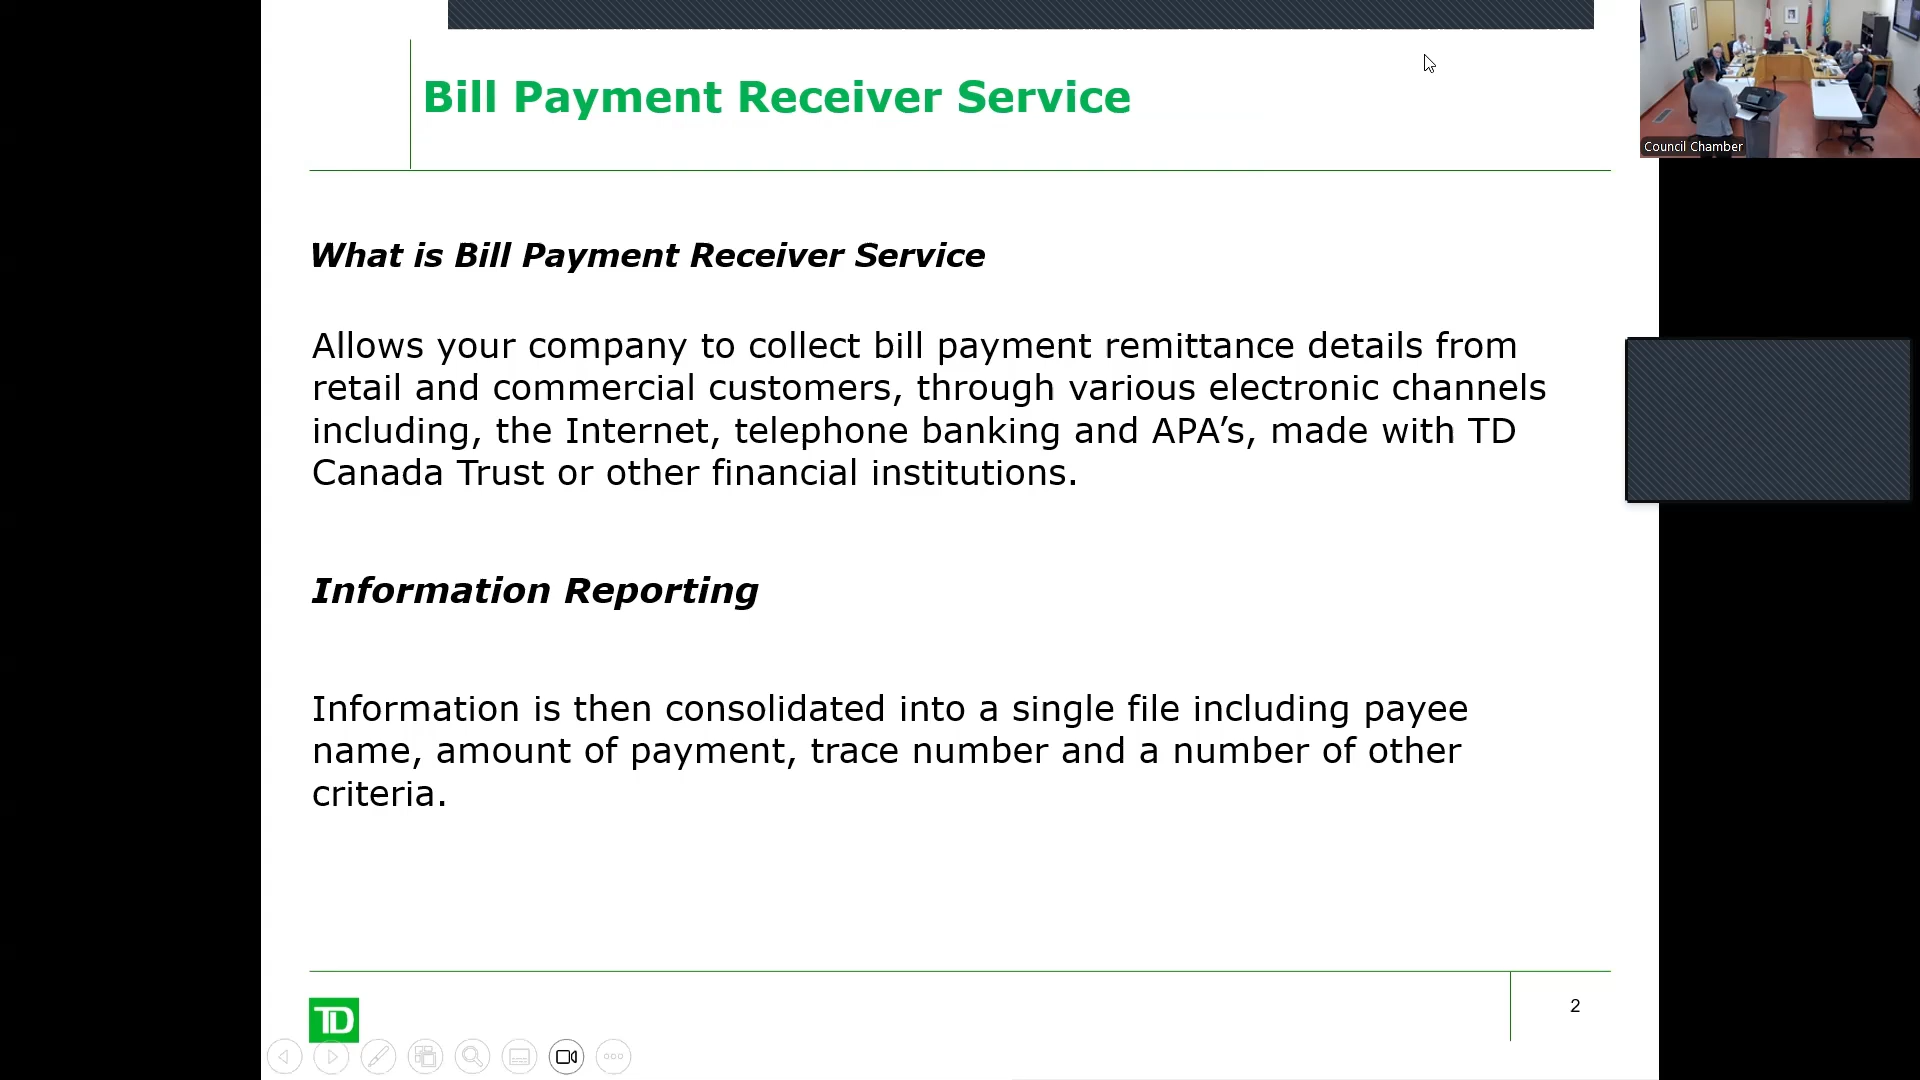 Bill Payment Receiver Service
Council Chamber
What is Bill Payment Receiver Service
Allows your company to collect bill payment remittance details from
retail and commercial customers, through various electronic channels
including, the Internet, telephone banking and APA’s, made with TD
Canada Trust or other financial institutions.
Information Reporting
Information is then consolidated into a single file including payee
name, amount of payment, trace number and a number of other
criteria.
TD
2